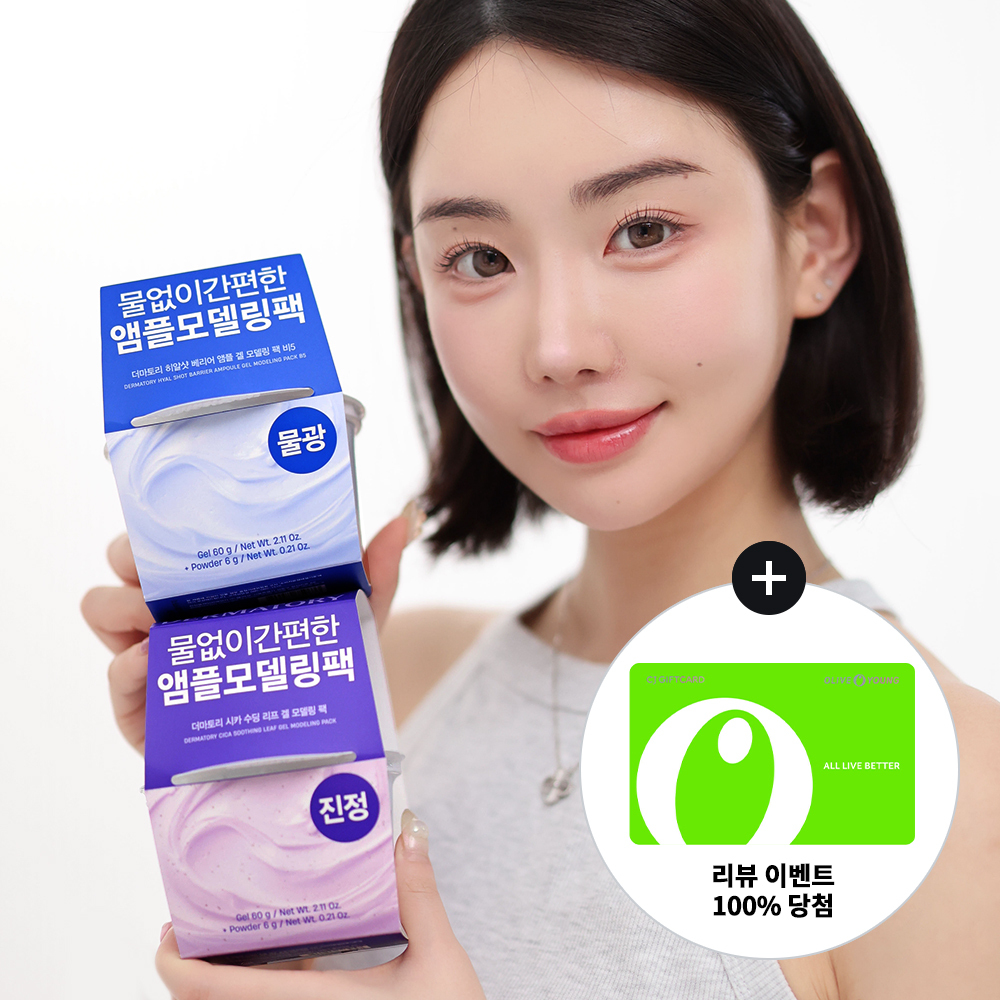 물없이간편한
앰플모델링팩
더마토리 히알샷 베리어 앰플 겔 모델링 팩 비5
DERMATORY HYAL SHOT BARRIER AMPOULE GEL MODELING PACK B5
물광
Gel 60 g / Net Wt. 2.11 Oz.
+ Powder 6 g / Net Wt. 0.21 Oz.
DERMATORY
물없이간편한
앰플모델링팩
더마토리 시카 수딩 리프 겔 모델링 팩
DERMATORY CICA SOOTHING LEAF GEL MODELING PACK
진정
Gel 60 g / Net Wt. 2.11 Oz.
+ Powder 6 g / Net Wt. 0.21 Oz.
+
CJ GIFTCARD
OLIVE YOUNG
ALL LIVE BETTER
리뷰 이벤트
100% 당첨